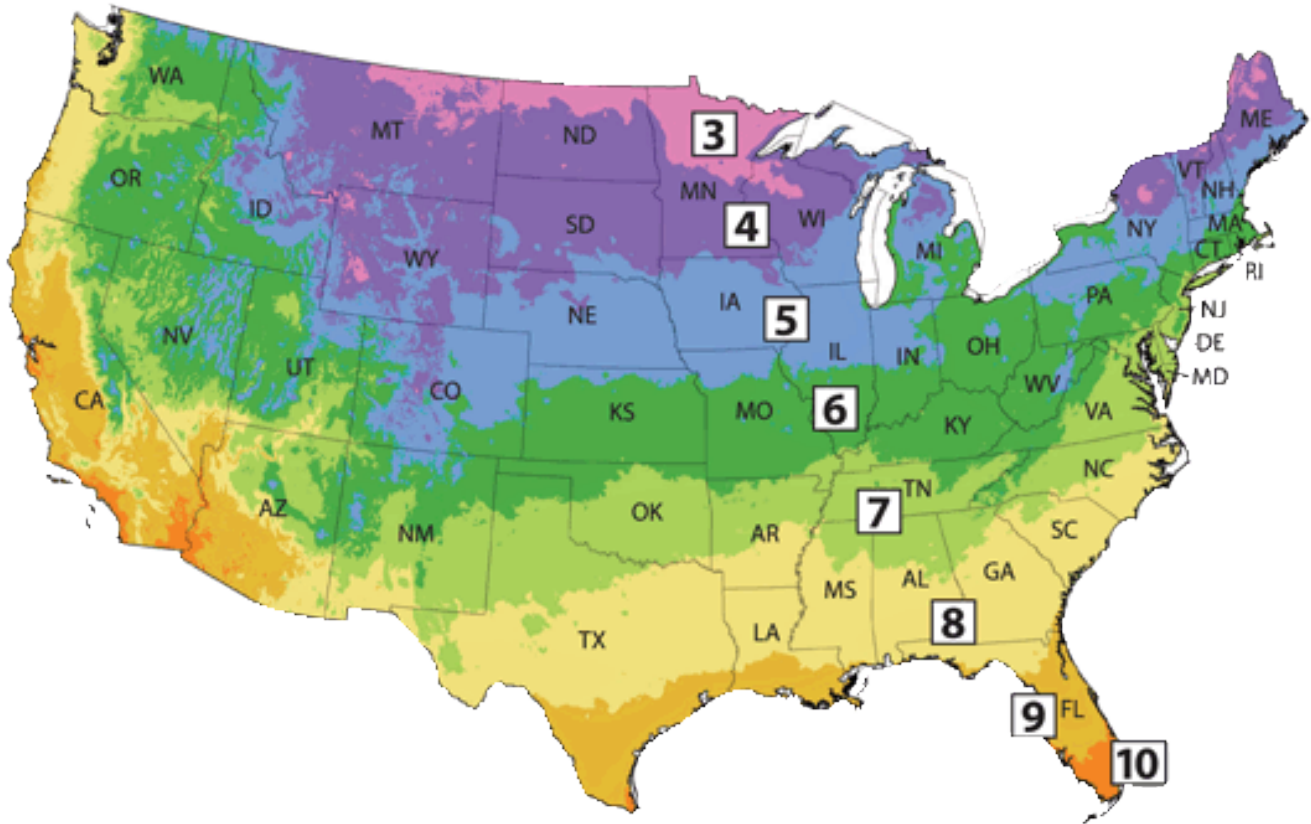 WA
MT
ND
3
ME
OR
ID
MN
VT
NH
SD
4
WI
NY
MA
WY
MI
CT
RI
IA
5
PA
NE
NJ
NV
IL
IN
OH
DE
UT
CO
WV
MD
CA
KS
MO
6
KY
VA
NC
AZ
TN
NM
OK
7
AR
SC
GA
MS
AL
TX
LA
8
9
FL
10